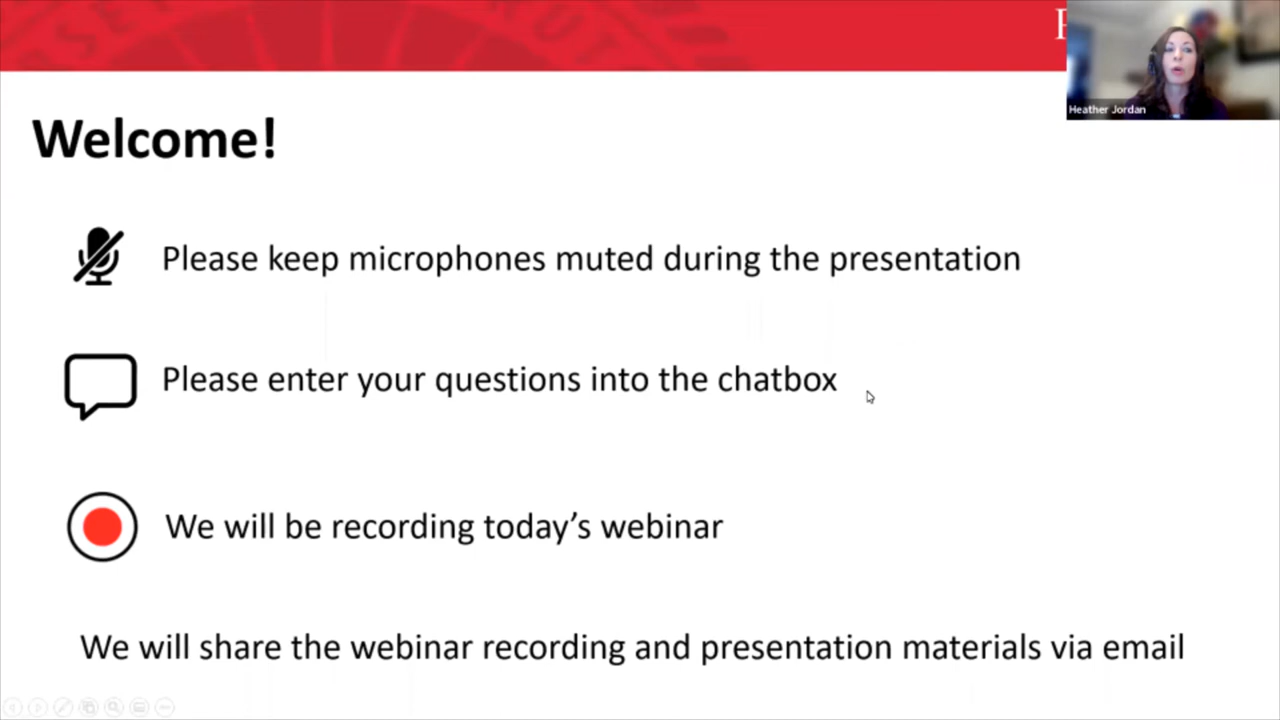 Heather Jordan
Welcome!
Please keep microphones muted during the presentation
Please enter your questions into the chatbox
We will be recording today’s webinar
We will share the webinar recording and presentation materials via email